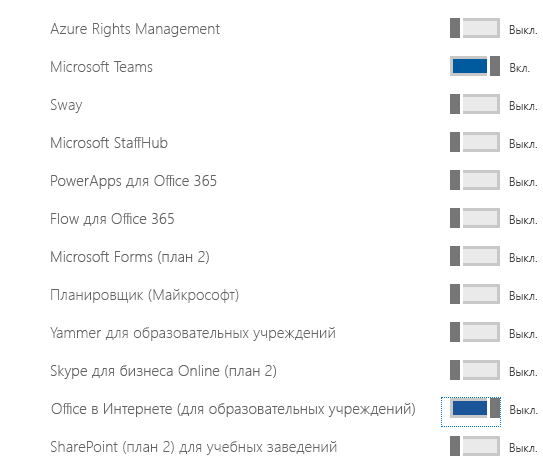 Azure Rights Management Выкл.
Microsoft Teams Вкл.
Sway Выкл.
Microsoft StaffHub Выкл.
PowerApps для Office 365 Выкл.
Flow для Office 365 Выкл.
Microsoft Forms (план 2) Выкл.
Планировщик (Майкрософт) Выкл.
Yammer для образовательных учреждений Выкл.
Skype для бизнеса Online (план 2) Выкл.
Office в Интернете (для образовательных учреждений) Выкл.
SharePoint (план 2) для учебных заведений Выкл.